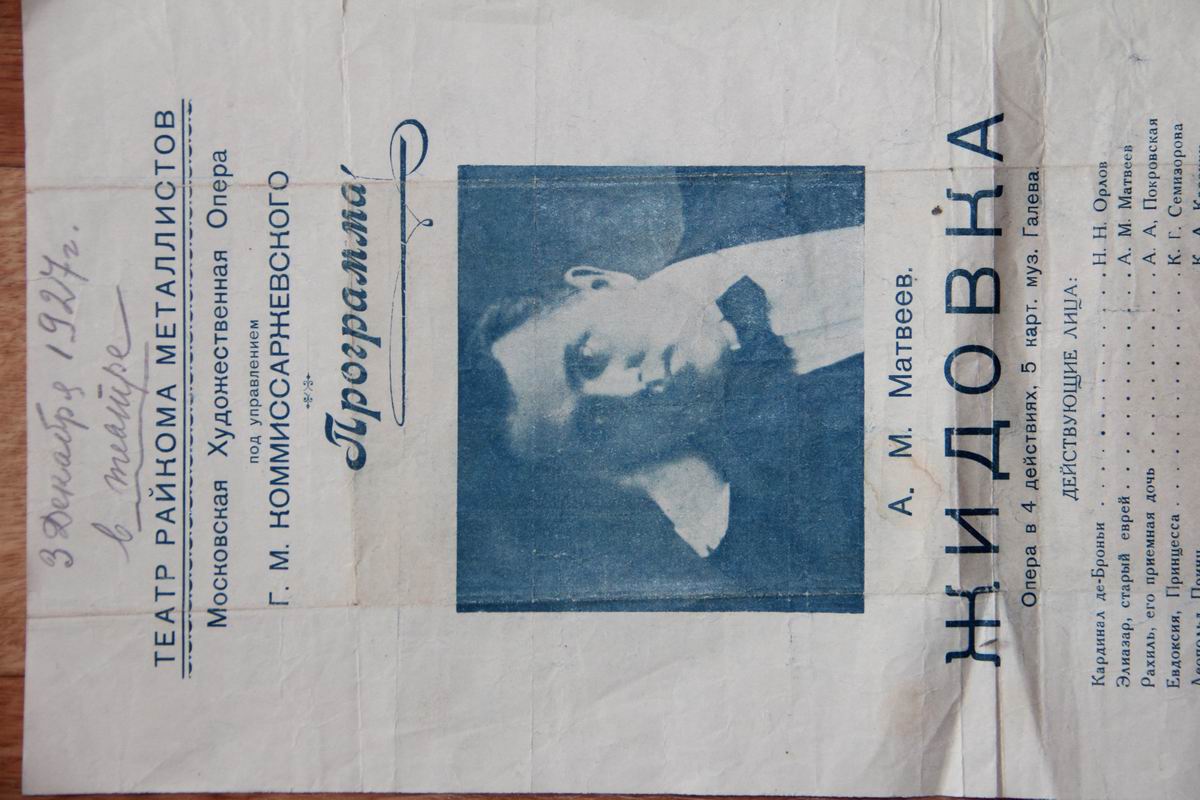 3 Декабря 1927 г.
в театре
ТЕАТР РАЙКОМА МЕТАЛЛИСТОВ
Московская Художественная Опера
под управлением
Г. М. КОММИССАРЖЕВСКОГО
Программа
А. М. Матвеев.
ЖИДОВКА
Опера в 4 действиях, 5 карт. муз. Галева.
ДЕЙСТВУЮЩИЕ ЛИЦА:
Кардинал де-Броньи . . . . . . . . . . . . Н. Н. Орлов
Элиазар, старый еврей . . . . . . . . . . . А. М. Матвеев
Рахиль, его приемная дочь . . . . . . . . . А. А, Покровская
Евдоксия, Принцесса . . . . . . . . . . . . К. Г. Семизорова